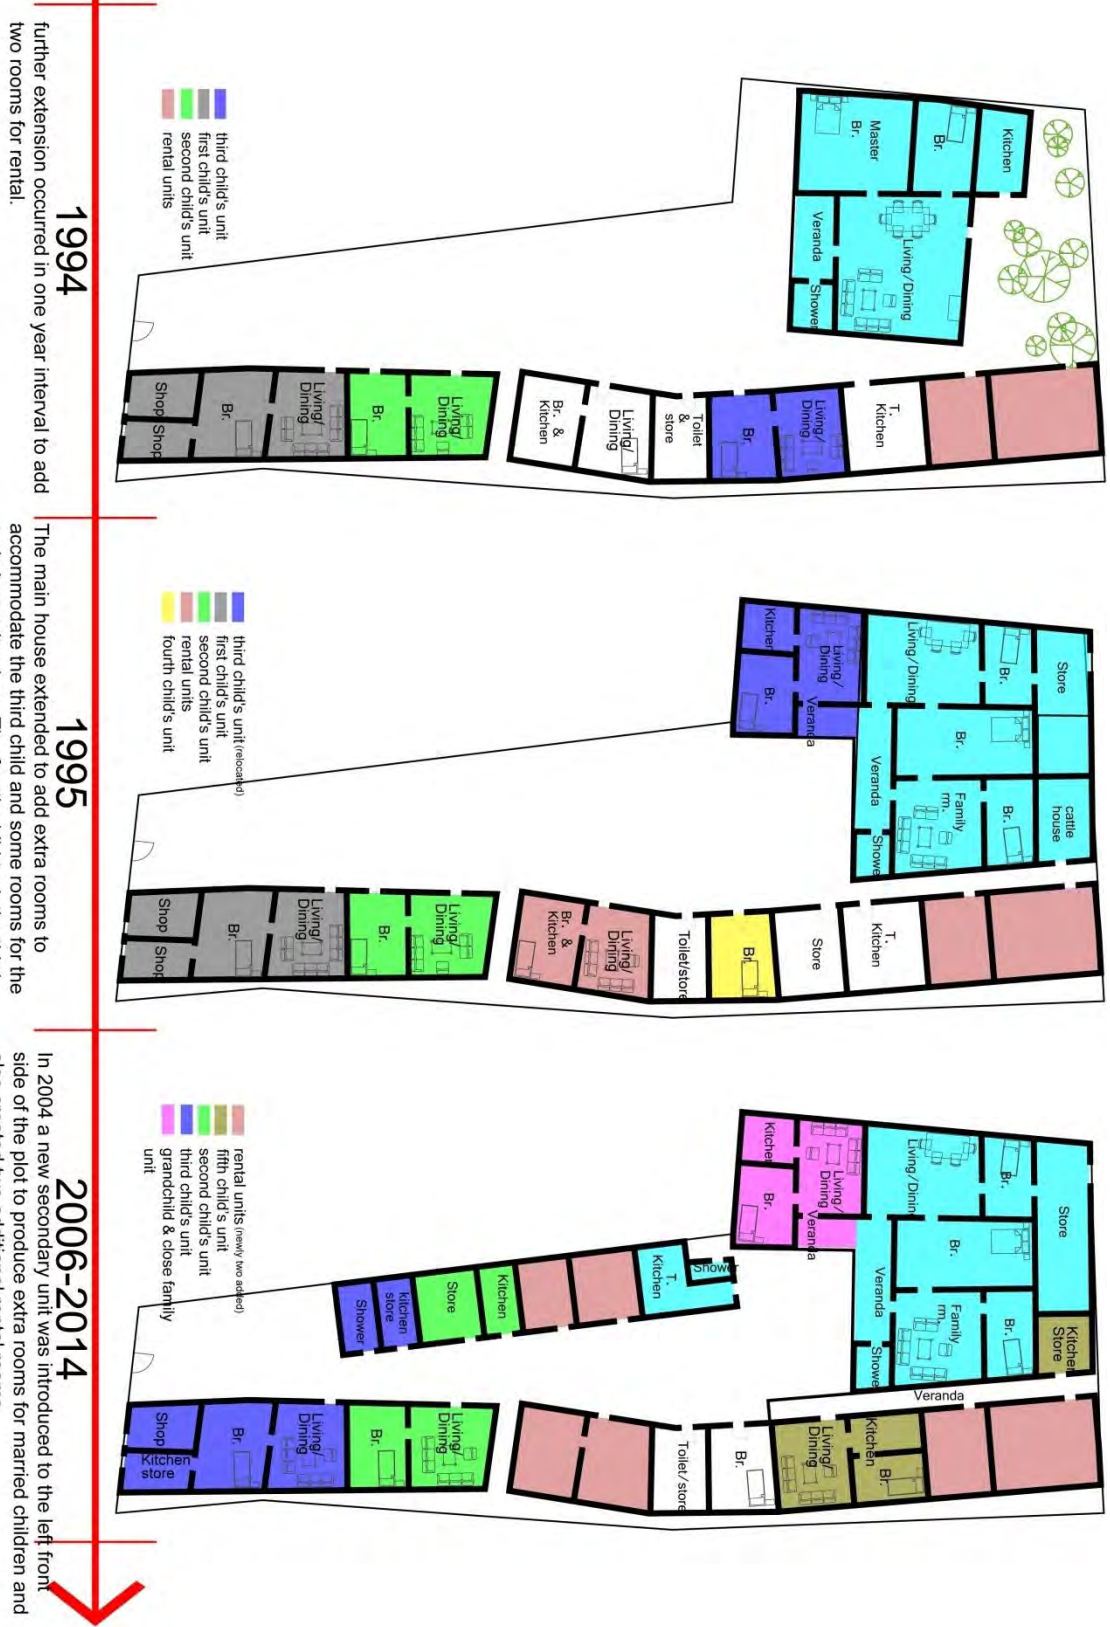 Kitchen
Br.
Master
Br.
Living/Dining
Veranda
Shower
T.
Kitchen
Living/
Dining
Br.
Toilet
&
store
Living/
Dining
Br. &
Kitchen
Living/
Dining
Br.
Living/
Dining
Br.
Shop
Shop
third child's unit
first child's unit
second child's unit
rental units
1994
further extension occurred in one year interval to add
two rooms for rental.
Store
cattle
house
Br.
Br.
Br.
Living/Dining
Family
rm.
Veranda
Showe
Living/
Dining
Veranda
Kitchen
Br.
T.
Kitchen
Store
Br.
Toilet/store
Living/
Dining
Br. &
Kitchen
Living/
Dining
Br.
Living/
Dining
Br.
Shop
Shop
third child's unit (relocated)
first child's unit
second child's unit
rental units
fourth child's unit
1995
The main house extended to add extra rooms to
accommodate the third child and some rooms for the
Store
Kitchen
Store
Br.
Br.
Br.
Living/Dining
Family
rm.
Veranda
Showe
Veranda
Living/
Dining
Veranda
Kitchen
Br.
Shower
T.
Kitchen
Kitchen
Store
kitchen
store
Shower
Kitchen
Br.
Living/
Dining
Br.
Toilet/store
Living/
Dining
Br.
Living/
Dining
Br.
Shop
Kitchen
store
rental units (newly two added)
fifth child's unit
second child's unit
third child's unit
grandchild & close family
unit
2006-2014
In 2004 a new secondary unit was introduced to the left front
side of the plot to produce extra rooms for married children and